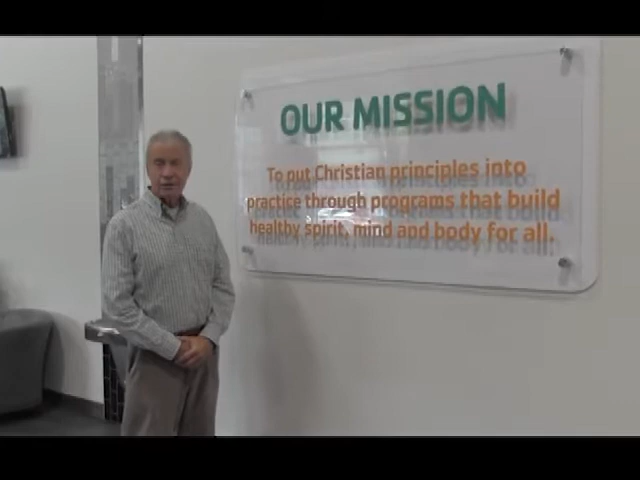 OUR MISSION
To put Christian principles into
practice through programs that build
healthy spirit, mind and body for all.